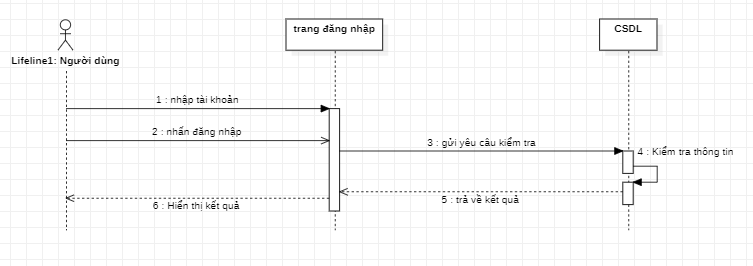 trang đăng nhập
CSDL
Lifeline1: Người dùng
1 : nhập tài khoản
2 : nhấn đăng nhập
3 : gửi yêu câu kiểm tra
4 : Kiểm tra thông tin
5 : trả về kết quả
6 : Hiển thị kết quả